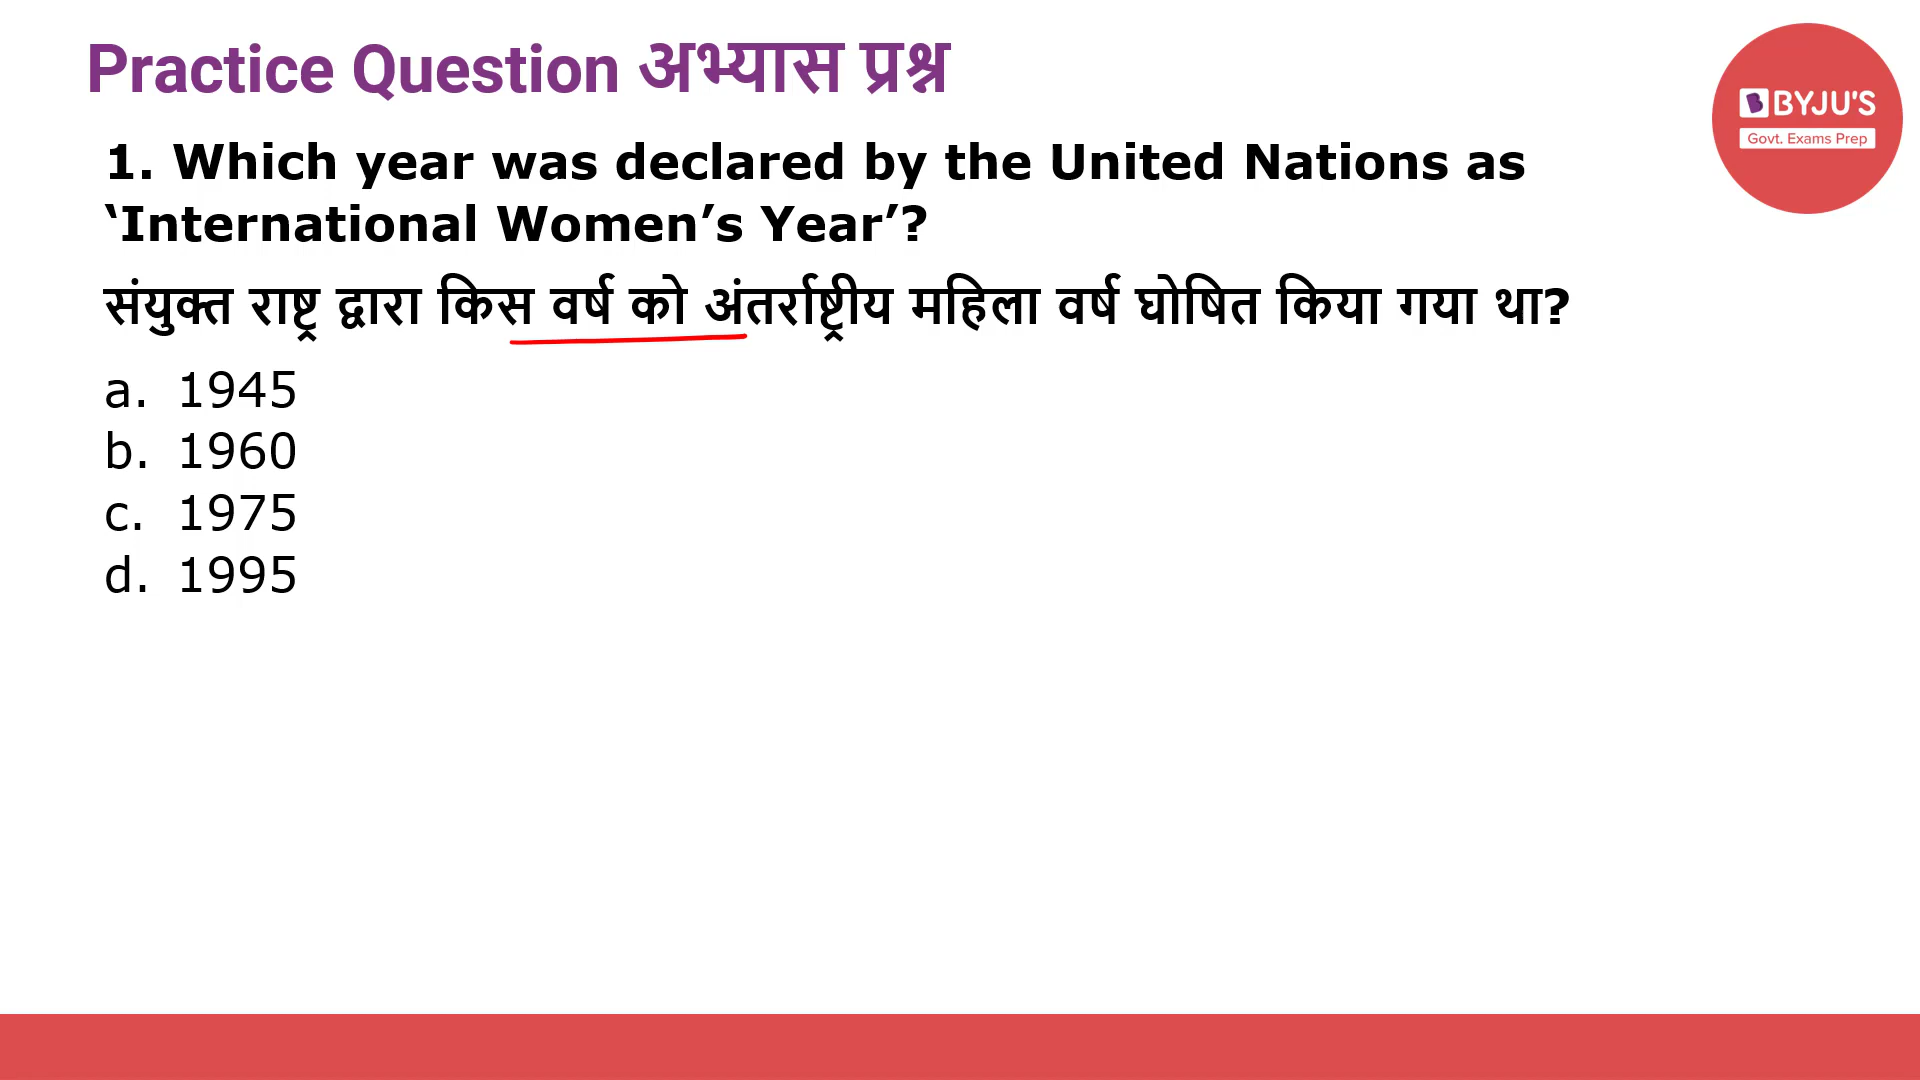 Practice Question अभ्यास प्रश्न
BYJU'S
Govt. Exams Prep
1. Which year was declared by the United Nations as
‘International Women’s Year’?
संयुक्त राष्ट्र द्वारा किस वर्ष को अंतर्राष्ट्रीय महिला वर्ष घोषित किया गया था?
a. 1945
b. 1960
c. 1975
d. 1995